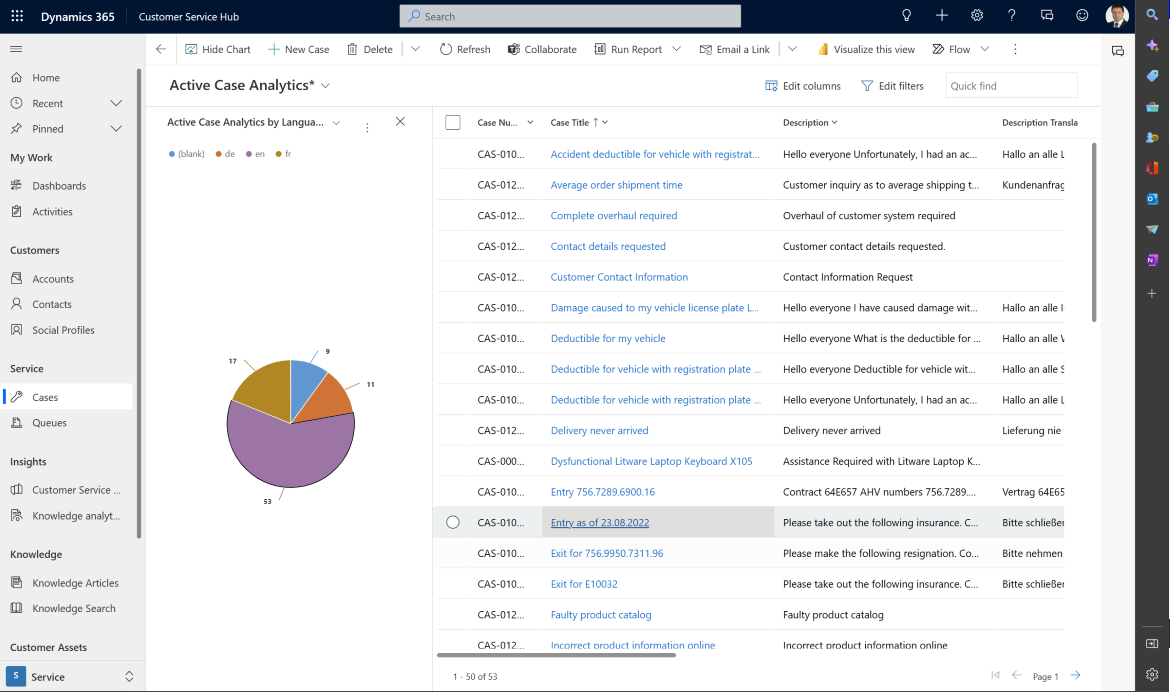 Dynamics 365 Customer Service Hub Search
Hide Chart New Case Delete Refresh Collaborate Run Report Email a Link Visualize this view Flow
Home
Recent
Pinned
My Work
Dashboards
Activities
Customers
Accounts
Contacts
Social Profiles
Service
Cases
Queues
Insights
Customer Service ...
Knowledge analyt...
Knowledge
Knowledge Articles
Knowledge Search
Customer Assets
S Service
Active Case Analytics*
Edit columns Edit filters Quick find
Active Case Analytics by Langua...
(blank) de en fr
9
17
11
53
Case Nu... Case Title ↑ Description Description Transla
CAS-010... Accident deductible for vehicle with registrat... Hello everyone Unfortunately, I had an ac... Hallo an alle L
CAS-012... Average order shipment time Customer inquiry as to average shipping t... Kundenanfrag
CAS-012... Complete overhaul required Overhaul of customer system required
CAS-012... Contact details requested Customer contact details requested.
CAS-012... Customer Contact Information Contact Information Request
CAS-010... Damage caused to my vehicle license plate L... Hello everyone I have caused damage wit... Hallo an alle I
CAS-010... Deductible for my vehicle Hello everyone What is the deductible for ... Hallo an alle W
CAS-010... Deductible for vehicle with registration plate ... Hello everyone Deductible for vehicle wit... Hallo an alle S
CAS-010... Deductible for vehicle with registration plate ... Hello everyone Unfortunately, I had an ac... Hallo an alle L
CAS-012... Delivery never arrived Delivery never arrived Lieferung nie
CAS-000... Dysfunctional Litware Laptop Keyboard X105 Assistance Required with Litware Laptop K...
CAS-010... Entry 756.7289.6900.16 Contract 64E657 AHV numbers 756.7289.... Vertrag 64E65
CAS-010... Entry as of 23.08.2022 Please take out the following insurance. C... Bitte schließen
CAS-010... Exit for 756.9950.7311.96 Please make the following resignation. Co... Bitte nehmen
CAS-010... Exit for E10032 Please take out the following insurance. C... Bitte schließen
CAS-012... Faulty product catalog Faulty product catalog
CAS-012... Incorrect product information online Incorrect product information online
1 - 50 of 53 Page 1